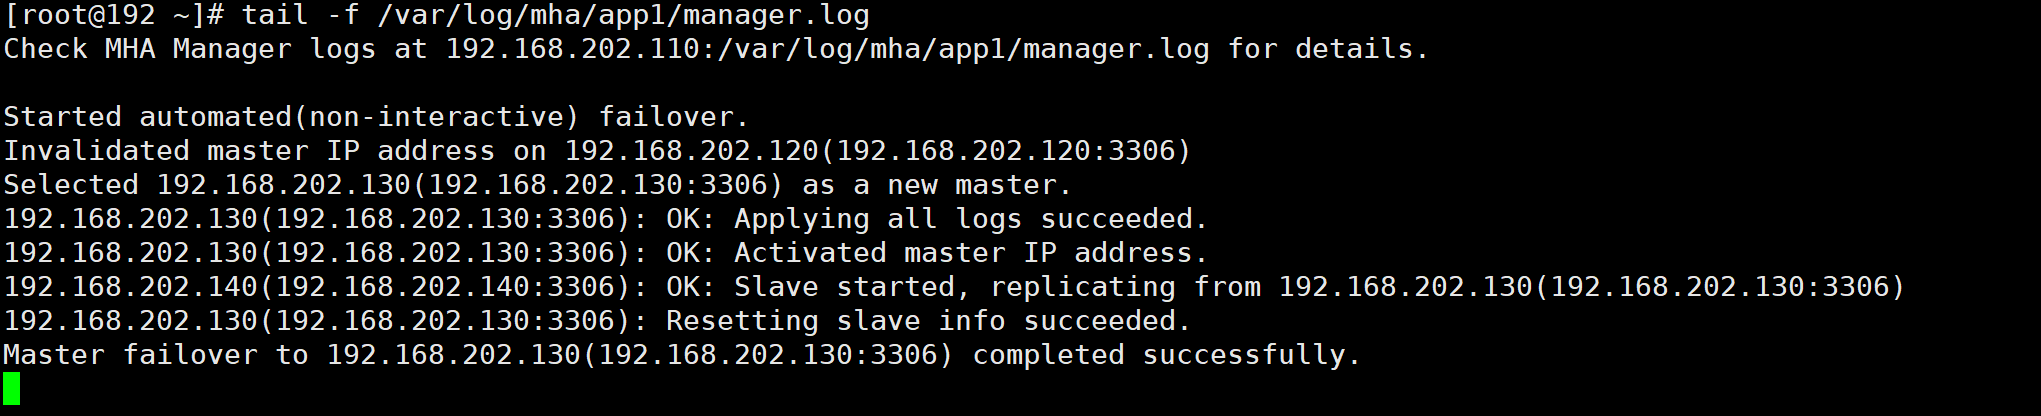 [root@192 ~]# tail -f /var/log/mha/app1/manager.log
Check MHA Manager logs at 192.168.202.110:/var/log/mha/app1/manager.log for details.
Started automated(non-interactive) failover.
Invalidated master IP address on 192.168.202.120(192.168.202.120:3306)
Selected 192.168.202.130(192.168.202.130:3306) as a new master.
192.168.202.130(192.168.202.130:3306): OK: Applying all logs succeeded.
192.168.202.130(192.168.202.130:3306): OK: Activated master IP address.
192.168.202.140(192.168.202.140:3306): OK: Slave started, replicating from 192.168.202.130(192.168.202.130:3306)
192.168.202.130(192.168.202.130:3306): Resetting slave info succeeded.
Master failover to 192.168.202.130(192.168.202.130:3306) completed successfully.